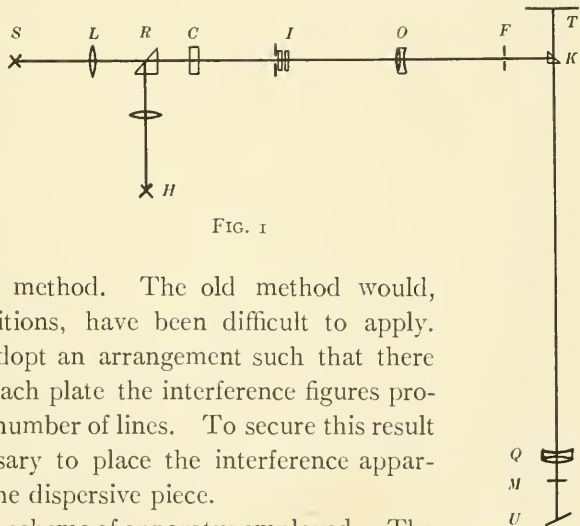 S L R C I O F T
K
H
FIG. 1
method. The old method would,
itions, have been difficult to apply.
dopt an arrangement such that there
ach plate the interference figures pro-
number of lines. To secure this result
sary to place the interference appar-
ne dispersive piece.
Q
M
U